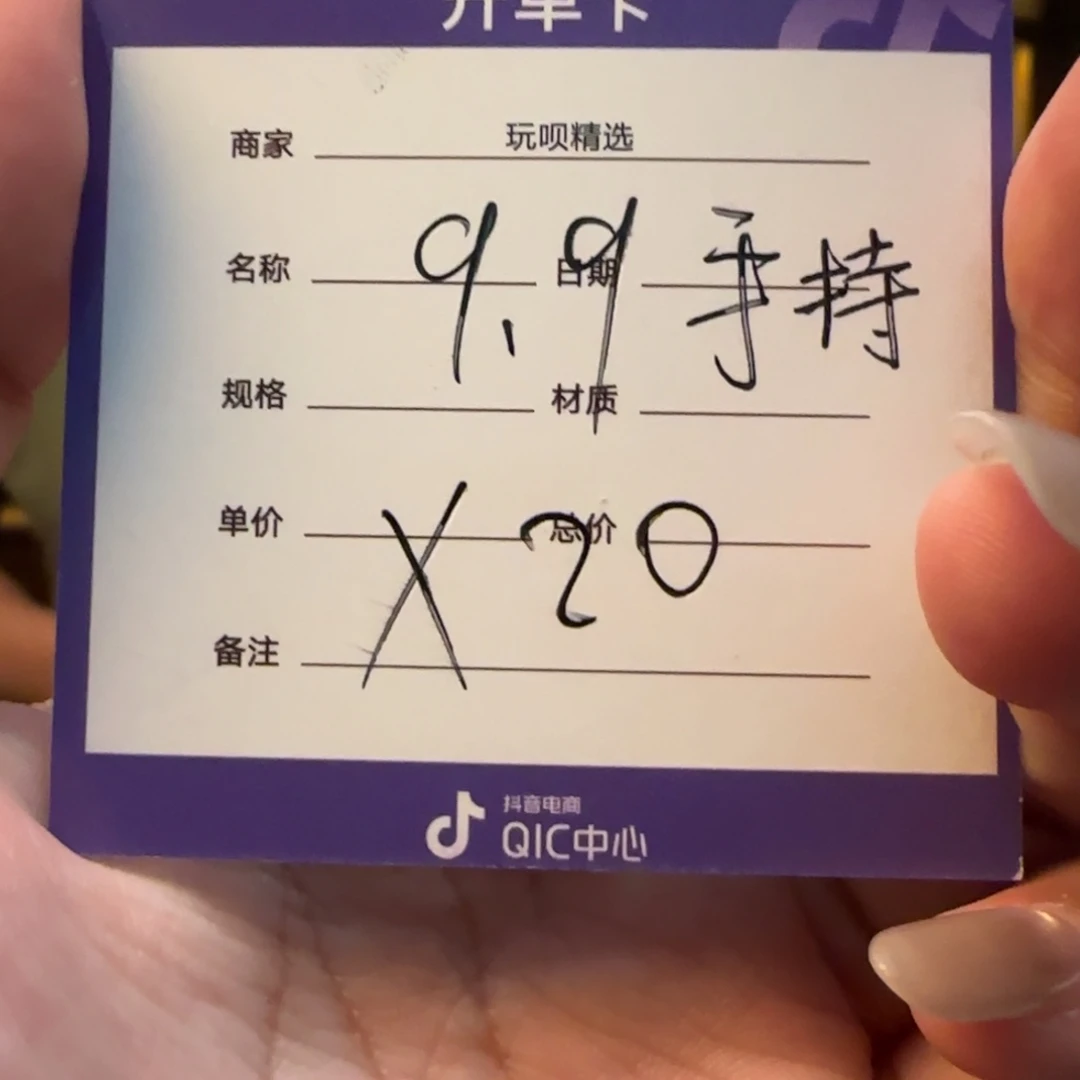 开单卡
商家 玩呗精选
名称 日期
9.9手持
规格 材质
单价 总价
X20
备注
抖音电商
QIC中心